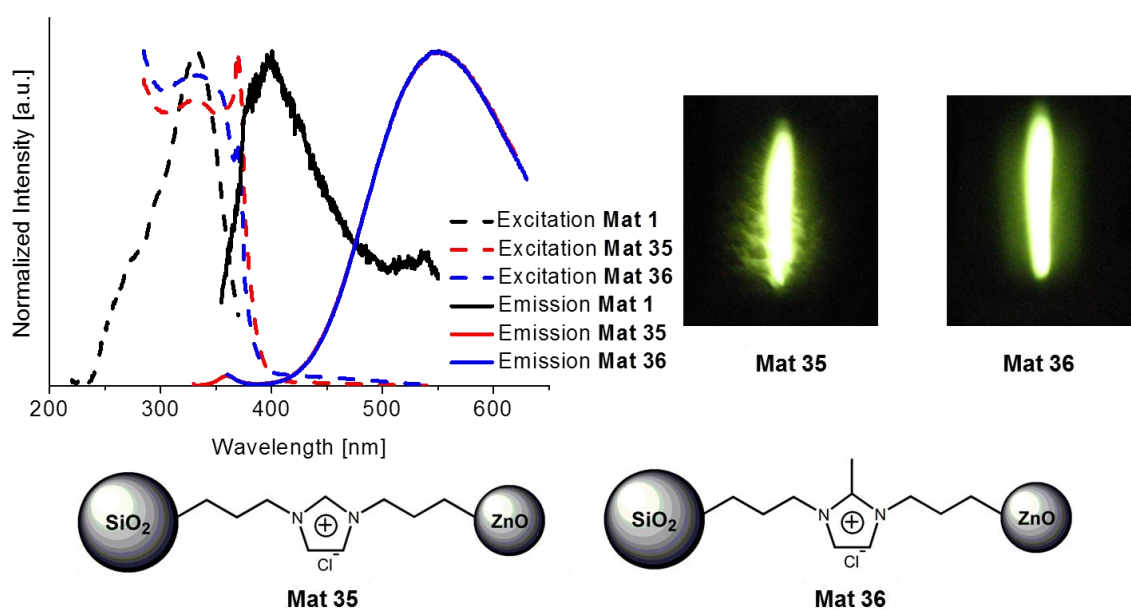 Normalized Intensity [a.u.]
Excitation Mat 1
Excitation Mat 35
Excitation Mat 36
Emission Mat 1
Emission Mat 35
Emission Mat 36
200 300 400 500 600
Wavelength [nm]
Mat 35
Mat 36
SiO₂ N N ZnO
⊕
Cl⁻
Mat 35
SiO₂ N N ZnO
⊕
Cl⁻
Mat 36